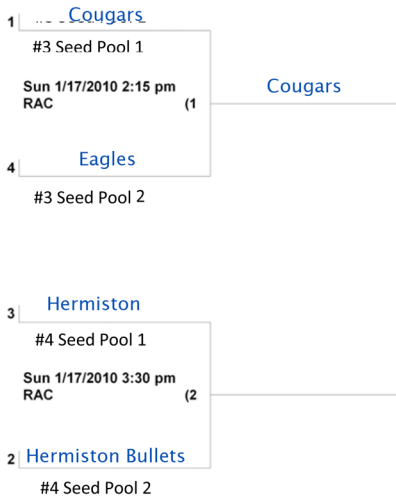 1 Cougars
#3 Seed Pool 1
Sun 1/17/2010 2:15 pm
RAC (1
Cougars
4 Eagles
#3 Seed Pool 2
3 Hermiston
#4 Seed Pool 1
Sun 1/17/2010 3:30 pm
RAC (2
2 Hermiston Bullets
#4 Seed Pool 2